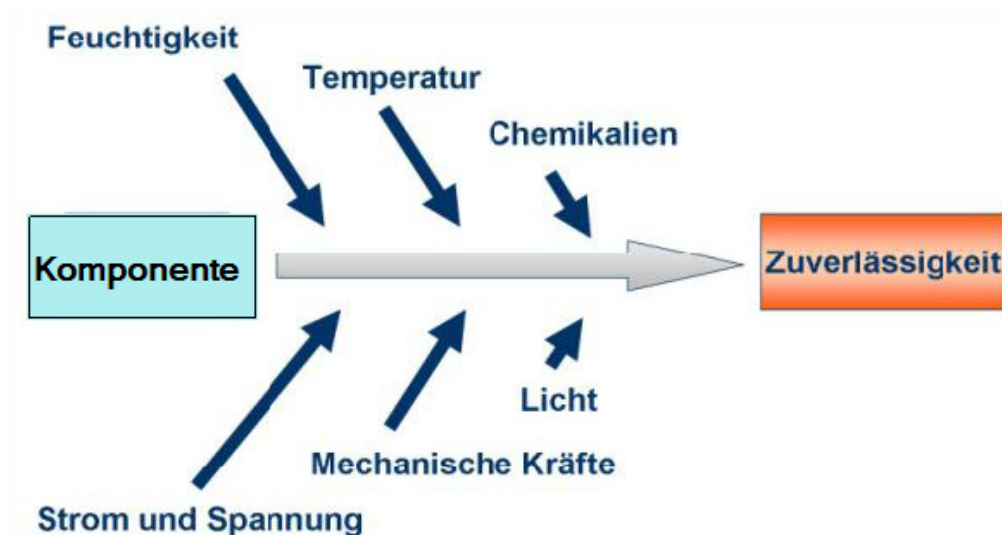 Feuchtigkeit
Temperatur
Chemikalien
Komponente
Zuverlässigkeit
Licht
Mechanische Kräfte
Strom und Spannung